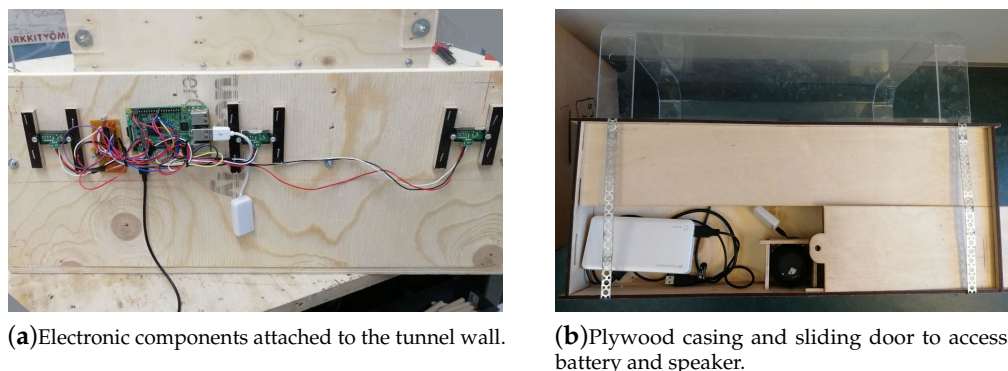 ARKKITYÖM
(a)Electronic components attached to the tunnel wall.
(b)Plywood casing and sliding door to access
battery and speaker.